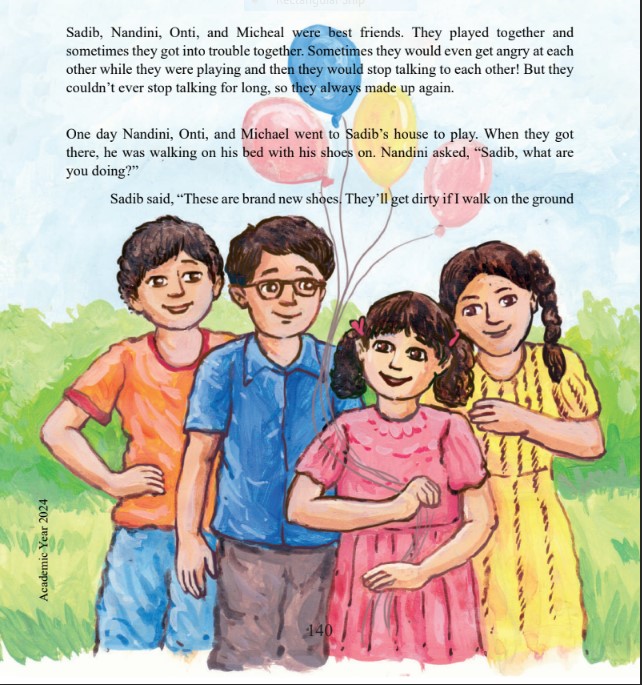 Sadib, Nandini, Onti, and Micheal were best friends. They played together and
sometimes they got into trouble together. Sometimes they would even get angry at each
other while they were playing and then they would stop talking to each other! But they
couldn’t ever stop talking for long, so they always made up again.
One day Nandini, Onti, and Michael went to Sadib’s house to play. When they got
there, he was walking on his bed with his shoes on. Nandini asked, “Sadib, what are
you doing?”
Sadib said, “These are brand new shoes. They’ll get dirty if I walk on the ground
Academic Year 2024
140